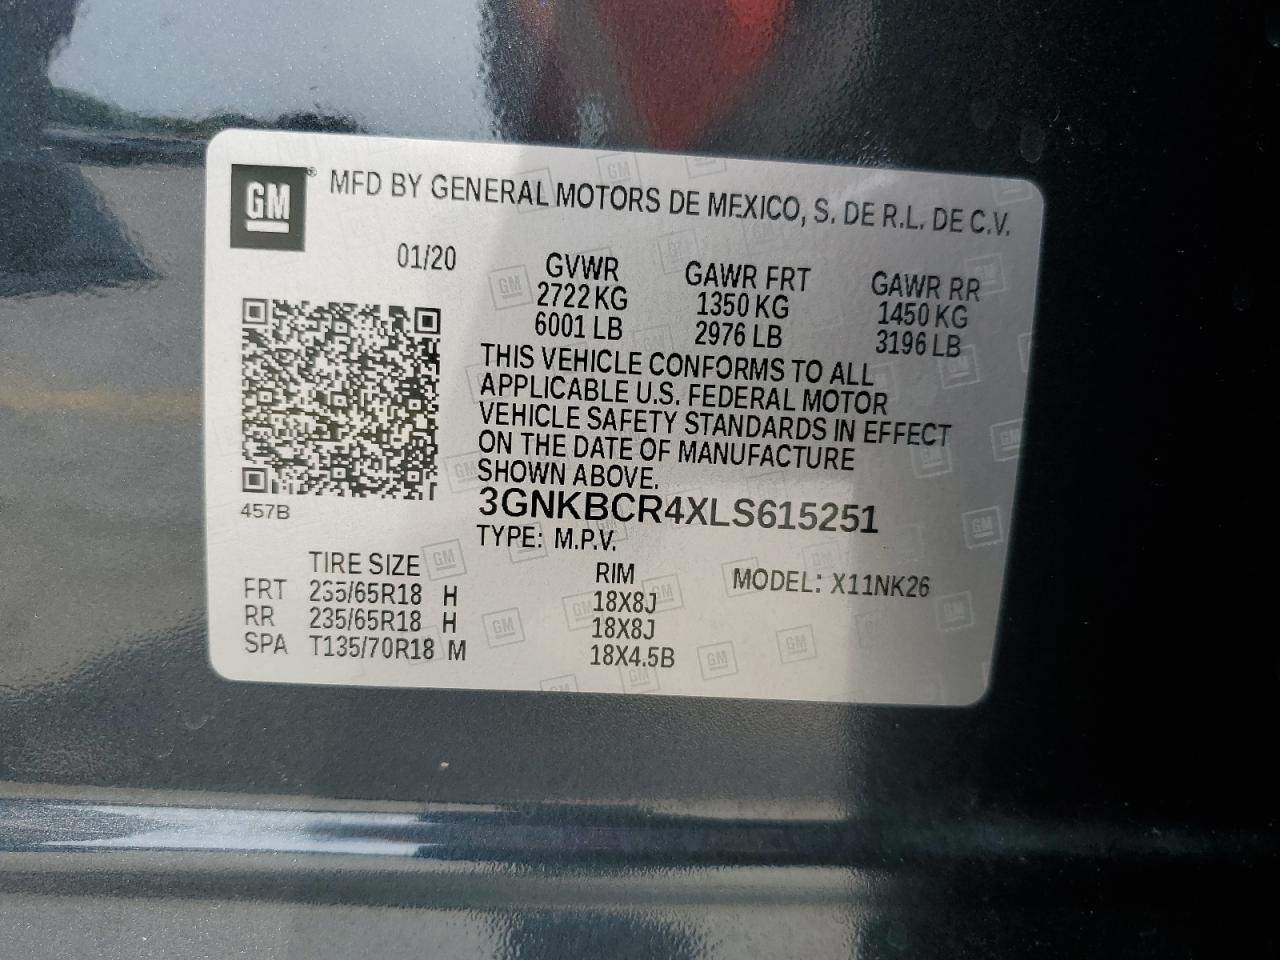 GM® MFD BY GENERAL MOTORS DE MEXICO, S. DE R.L. DE C.V.
01/20
GVWR GAWR FRT GAWR RR
2722 KG 1350 KG 1450 KG
6001 LB 2976 LB 3196 LB
THIS VEHICLE CONFORMS TO ALL
APPLICABLE U.S. FEDERAL MOTOR
VEHICLE SAFETY STANDARDS IN EFFECT
ON THE DATE OF MANUFACTURE
SHOWN ABOVE.
457B
3GNKBCR4XLS615251
TYPE: M.P.V.
TIRE SIZE RIM MODEL: X11NK26
FRT 235/65R18 H 18X8J
RR 235/65R18 H 18X8J
SPA T135/70R18 M 18X4.5B